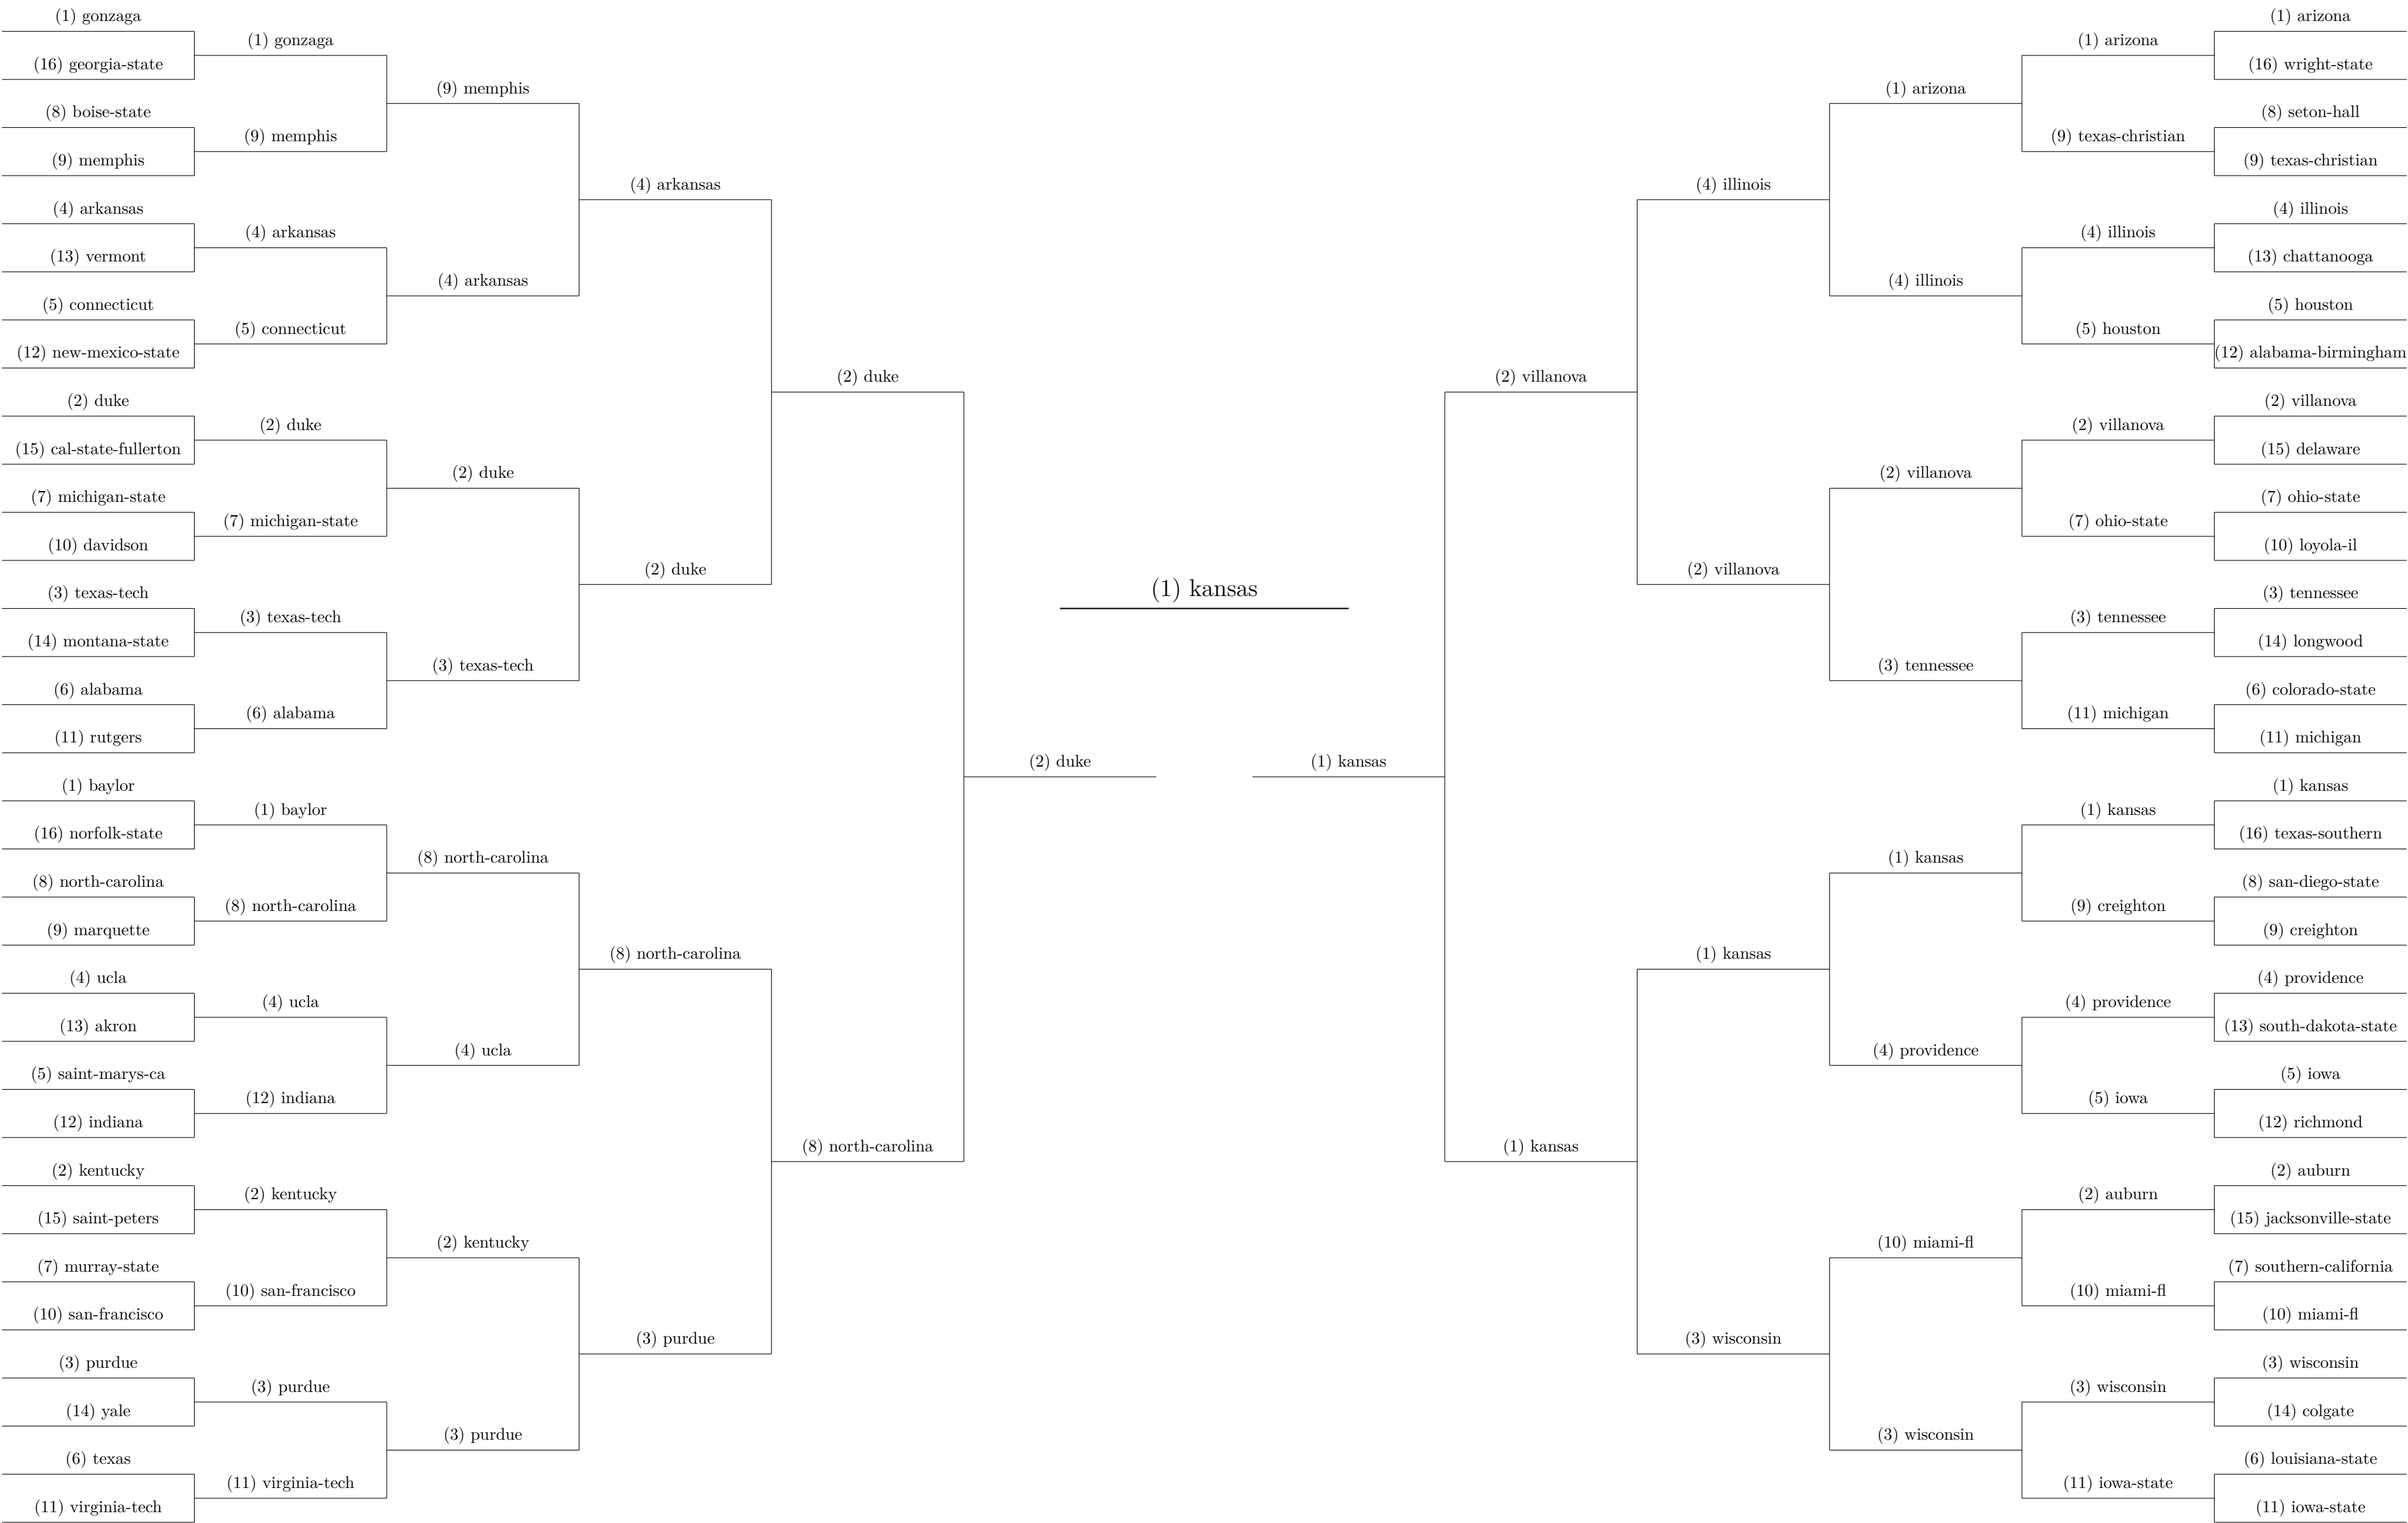 (1) gonzaga
(16) georgia-state
(8) boise-state
(9) memphis
(4) arkansas
(13) vermont
(5) connecticut
(12) new-mexico-state
(2) duke
(15) cal-state-fullerton
(7) michigan-state
(10) davidson
(3) texas-tech
(14) montana-state
(6) alabama
(11) rutgers
(1) baylor
(16) norfolk-state
(8) north-carolina
(9) marquette
(4) ucla
(13) akron
(5) saint-marys-ca
(12) indiana
(2) kentucky
(15) saint-peters
(7) murray-state
(10) san-francisco
(3) purdue
(14) yale
(6) texas
(11) virginia-tech
(1) gonzaga
(9) memphis
(4) arkansas
(5) connecticut
(2) duke
(7) michigan-state
(3) texas-tech
(6) alabama
(1) baylor
(8) north-carolina
(4) ucla
(12) indiana
(2) kentucky
(10) san-francisco
(3) purdue
(11) virginia-tech
(9) memphis
(4) arkansas
(2) duke
(3) texas-tech
(8) north-carolina
(4) ucla
(2) kentucky
(3) purdue
(4) arkansas
(2) duke
(8) north-carolina
(3) purdue
(2) duke
(8) north-carolina
(2) duke
(1) kansas
(1) kansas
(2) villanova
(1) kansas
(4) illinois
(2) villanova
(1) kansas
(3) wisconsin
(1) arizona
(4) illinois
(2) villanova
(3) tennessee
(1) kansas
(4) providence
(10) miami-fl
(3) wisconsin
(1) arizona
(9) texas-christian
(4) illinois
(5) houston
(2) villanova
(7) ohio-state
(3) tennessee
(11) michigan
(1) kansas
(9) creighton
(4) providence
(5) iowa
(2) auburn
(10) miami-fl
(3) wisconsin
(11) iowa-state
(1) arizona
(16) wright-state
(8) seton-hall
(9) texas-christian
(4) illinois
(13) chattanooga
(5) houston
(12) alabama-birmingham
(2) villanova
(15) delaware
(7) ohio-state
(10) loyola-il
(3) tennessee
(14) longwood
(6) colorado-state
(11) michigan
(1) kansas
(16) texas-southern
(8) san-diego-state
(9) creighton
(4) providence
(13) south-dakota-state
(5) iowa
(12) richmond
(2) auburn
(15) jacksonville-state
(7) southern-california
(10) miami-fl
(3) wisconsin
(14) colgate
(6) louisiana-state
(11) iowa-state